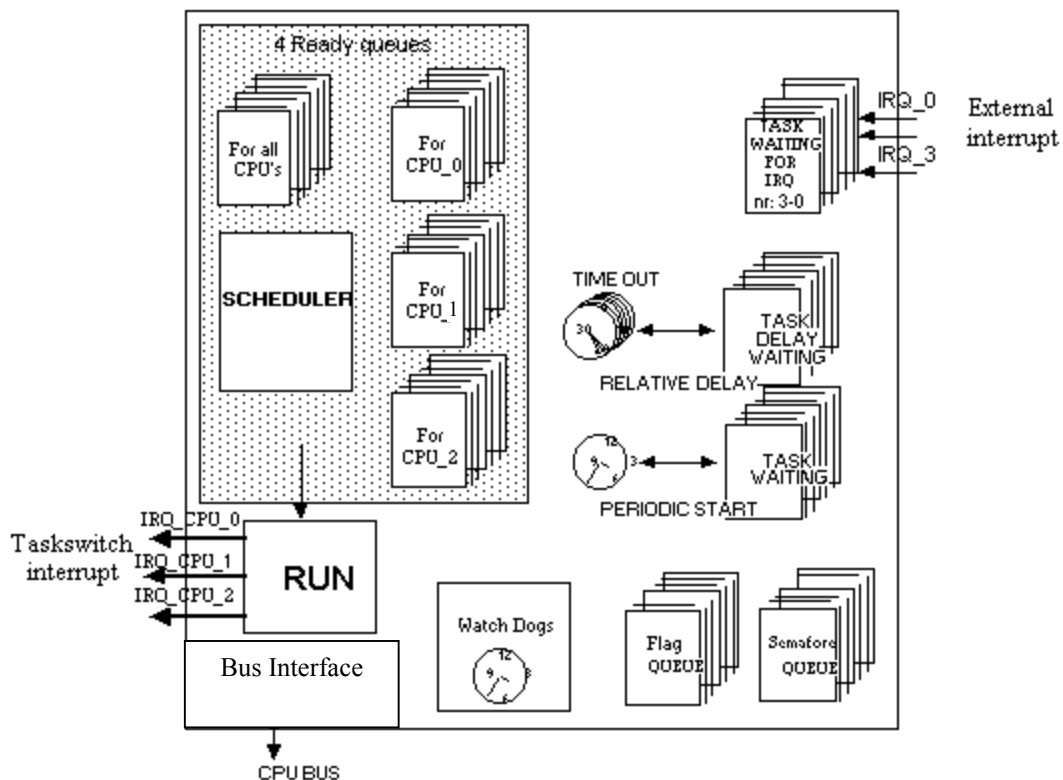 4 Ready queues
For all
CPU's
For
CPU_0
SCHEDULER
For
CPU_1
For
CPU_2
TASK
WAITING
FOR
IRQ
nr: 3-0
IRQ_0
IRQ_3
External
interrupt
TIME OUT
30
TASK
DELAY
WAITING
RELATIVE DELAY
12
9
3
6
TASK
WAITING
PERIODIC START
IRQ_CPU_0
IRQ_CPU_1
IRQ_CPU_2
Taskswitch
interrupt
RUN
Bus Interface
CPU BUS
Watch Dogs
12
9
3
6
Flag
QUEUE
Semafore
QUEUE